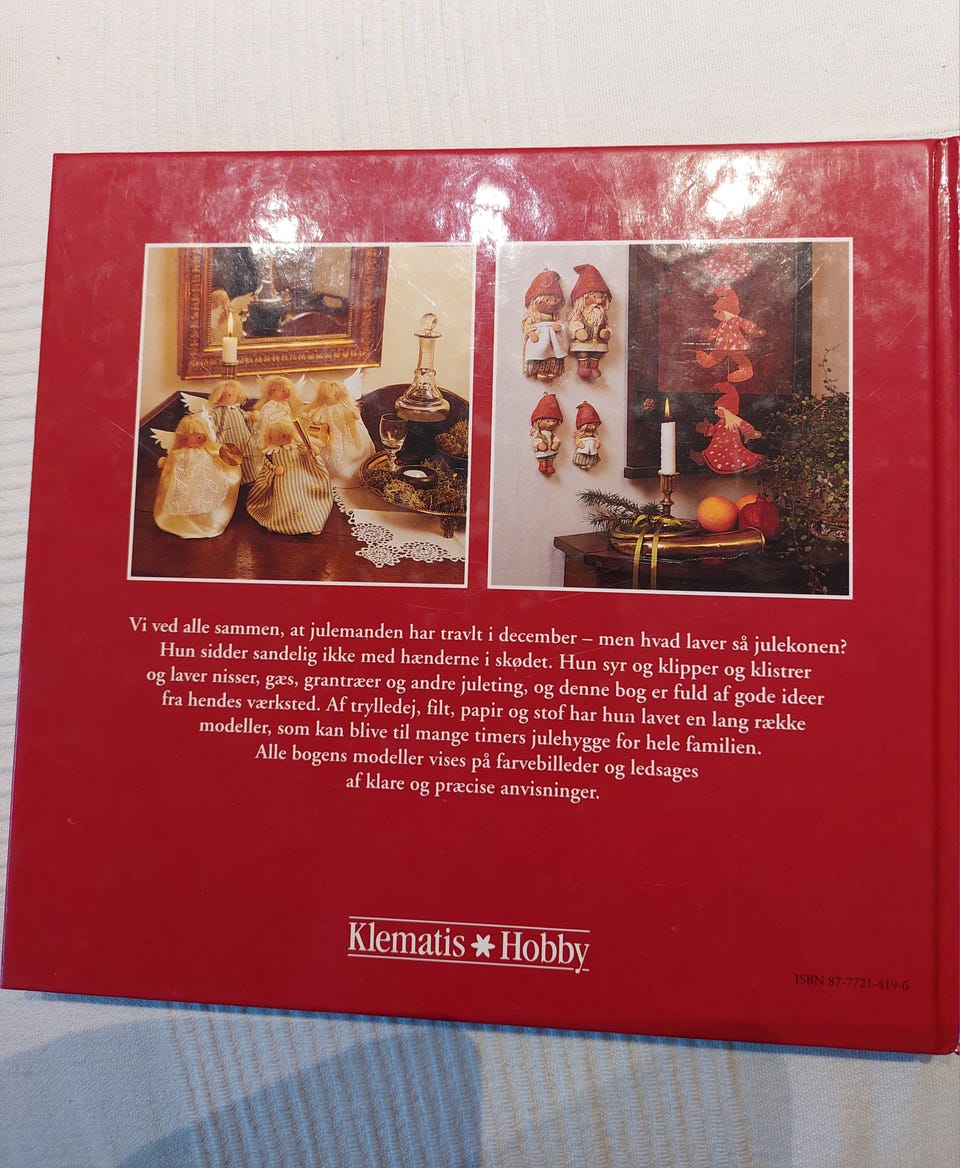 Vi ved alle sammen, at julemanden har travlt i december – men hvad laver så julekonen?
Hun sidder sandelig ikke med hænderne i skødet. Hun syr og klipper og klistrer
og laver nisser, gæs, grantræer og andre juleting, og denne bog er fuld af gode ideer
fra hendes værksted. Af trylledej, filt, papir og stof har hun lavet en lang række
modeller, som kan blive til mange timers julehygge for hele familien.
Alle bogens modeller vises på farvebilleder og ledsages
af klare og præcise anvisninger.
Klematis Hobby
ISBN 87-7721-419-6